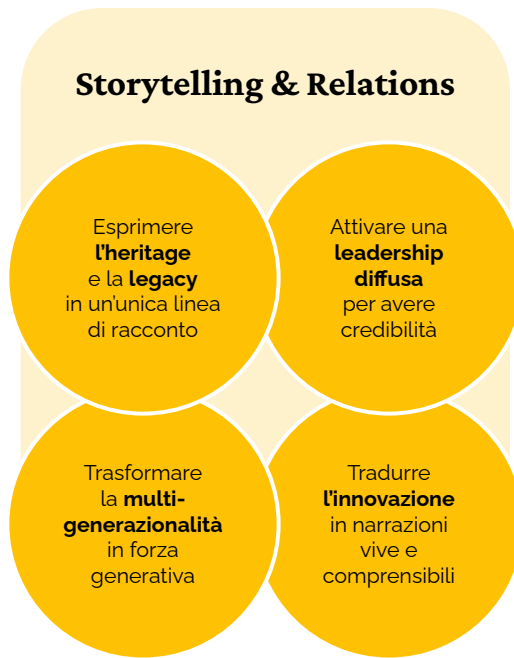 Storytelling & Relations
Esprimere
l'heritage
e la legacy
in un'unica linea
di racconto
Attivare una
leadership
diffusa
per avere
credibilità
Trasformare
la multi-
generazionalità
in forza
generativa
Tradurre
l'innovazione
in narrazioni
vive e
comprensibili